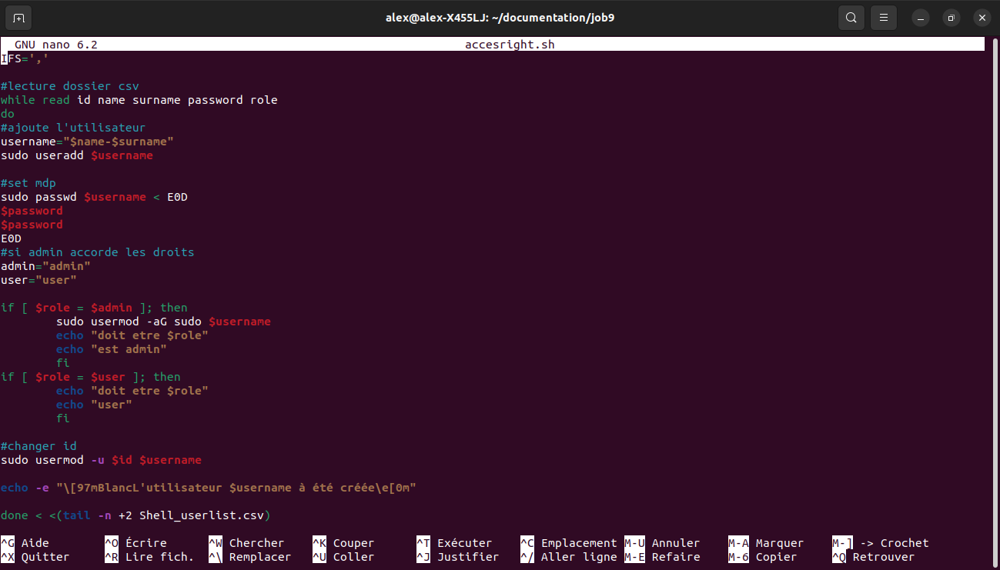 alex@alex-X455LJ: ~/documentation/job9
GNU nano 6.2 accesright.sh
IFS=','
#lecture dossier csv
while read id name surname password role
do
#ajoute l'utilisateur
username="$name-$surname"
sudo useradd $username
#set mdp
sudo passwd $username < E0D
$password
$password
E0D
#si admin accorde les droits
admin="admin"
user="user"
if [ $role = $admin ]; then
sudo usermod -aG sudo $username
echo "doit etre $role"
echo "est admin"
fi
if [ $role = $user ]; then
echo "doit etre $role"
echo "user"
fi
#changer id
sudo usermod -u $id $username
echo -e "\[97mBlancL'utilisateur $username à été créée\e[0m"
done < <(tail -n +2 Shell_userlist.csv)
^G Aide ^O Écrire ^W Chercher ^K Couper ^T Exécuter ^C Emplacement M-U Annuler M-A Marquer M-] -> Crochet
^X Quitter ^R Lire fich. ^\ Remplacer ^U Coller ^J Justifier ^/ Aller ligne M-E Refaire M-6 Copier ^Q Retrouver